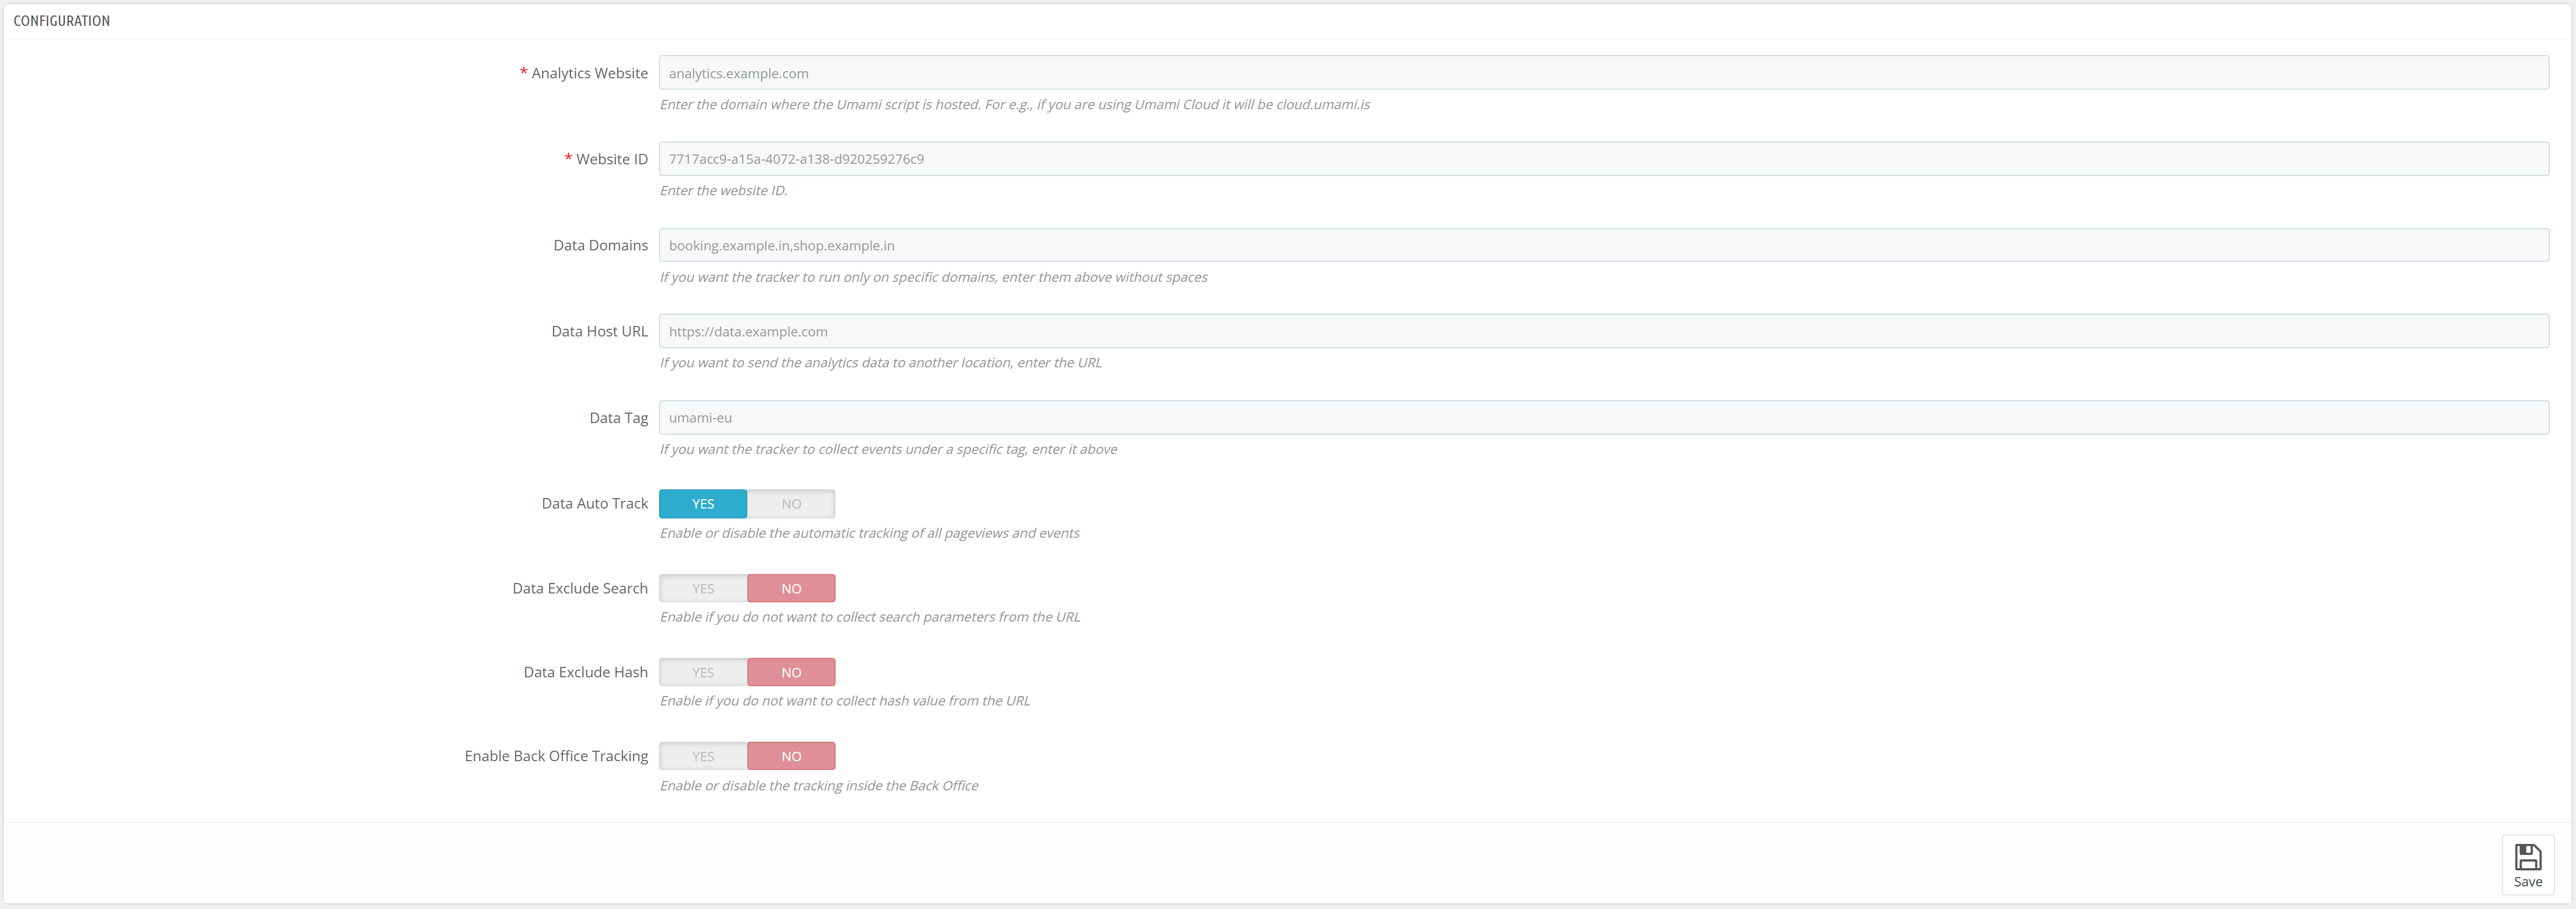 CONFIGURATION
* Analytics Website analytics.example.com
Enter the domain where the Umami script is hosted. For e.g., if you are using Umami Cloud it will be cloud.umami.is
* Website ID 7717acc9-a15a-4072-a138-d920259276c9
Enter the website ID.
Data Domains booking.example.in,shop.example.in
If you want the tracker to run only on specific domains, enter them above without spaces
Data Host URL https://data.example.com
If you want to send the analytics data to another location, enter the URL
Data Tag umami-eu
If you want the tracker to collect events under a specific tag, enter it above
Data Auto Track YES NO
Enable or disable the automatic tracking of all pageviews and events
Data Exclude Search YES NO
Enable if you do not want to collect search parameters from the URL
Data Exclude Hash YES NO
Enable if you do not want to collect hash value from the URL
Enable Back Office Tracking YES NO
Enable or disable the tracking inside the Back Office
Save